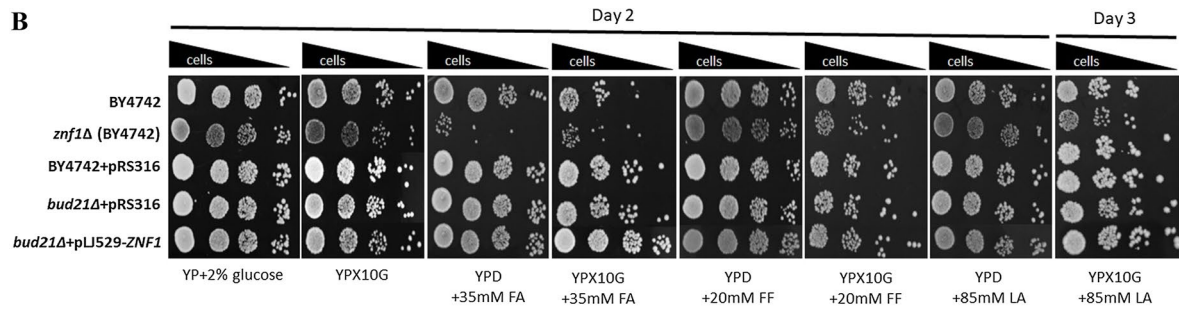 B
Day 2
Day 3
cells cells cells cells cells cells cells cells
BY4742
znf1Δ (BY4742)
BY4742+pRS316
bud21Δ+pRS316
bud21Δ+pLJ529-ZNF1
YP+2% glucose YPX10G YPD YPX10G YPD YPX10G YPD YPX10G
+35mM FA +35mM FA +20mM FF +20mM FF +85mM LA +85mM LA